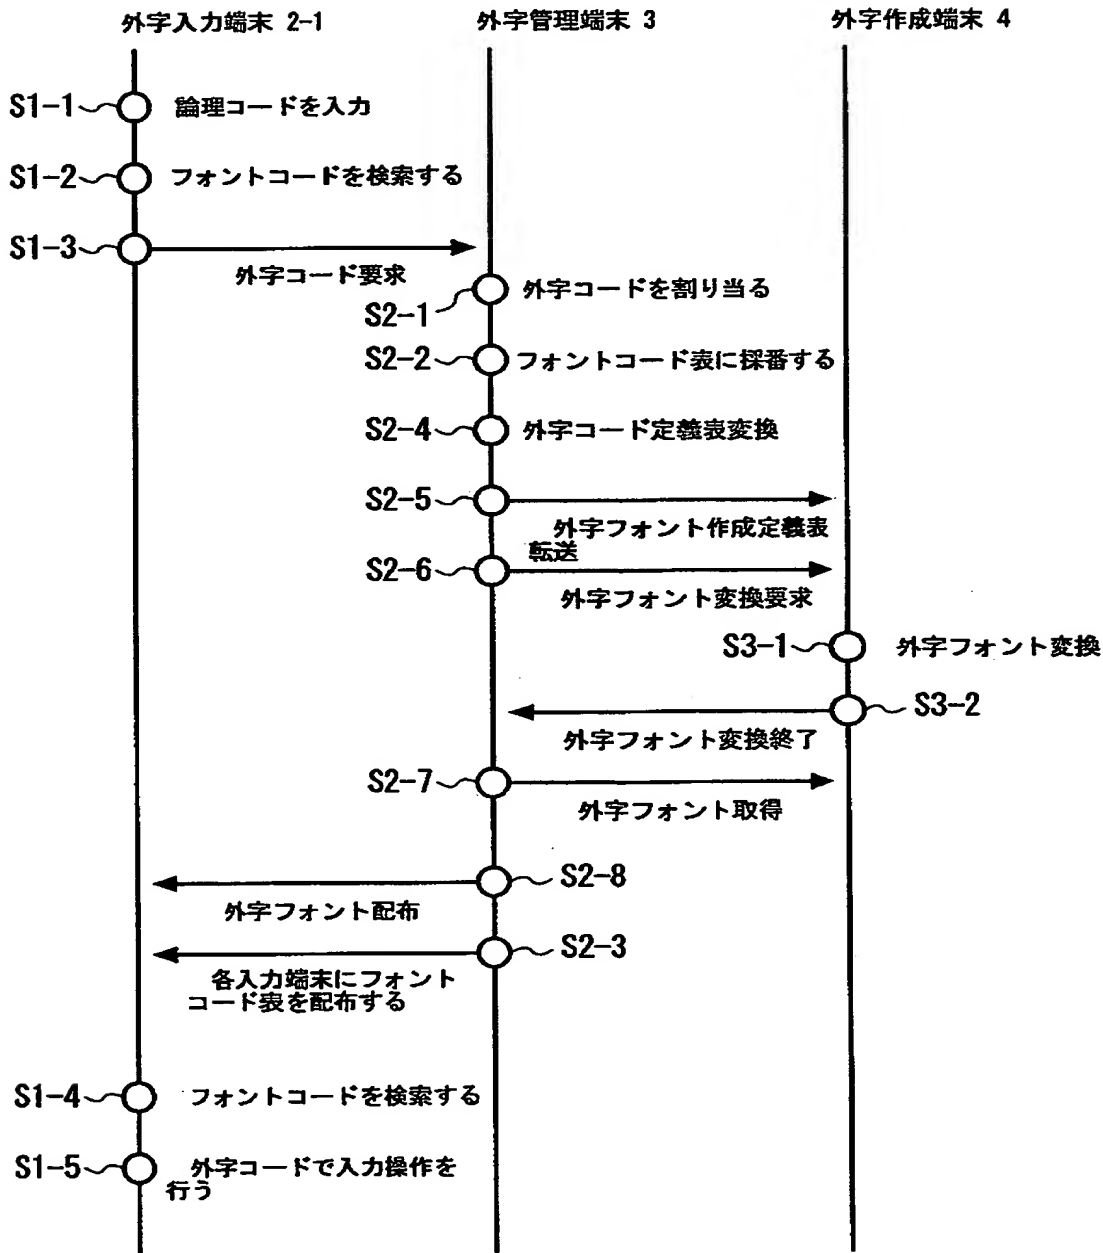 外字入力端末 2-1
外字管理端末 3
外字作成端末 4
S1-1
論理コードを入力
S1-2
フォントコードを検索する
S1-3
外字コード要求
S2-1
外字コードを割り当る
S2-2
フォントコード表に採番する
S2-4
外字コード定義表変換
S2-5
外字フォント作成定義表
転送
S2-6
外字フォント変換要求
S3-1
外字フォント変換
S3-2
外字フォント変換終了
S2-7
外字フォント取得
S2-8
外字フォント配布
S2-3
各入力端末にフォント
コード表を配布する
S1-4
フォントコードを検索する
S1-5
外字コードで入力操作を
行う